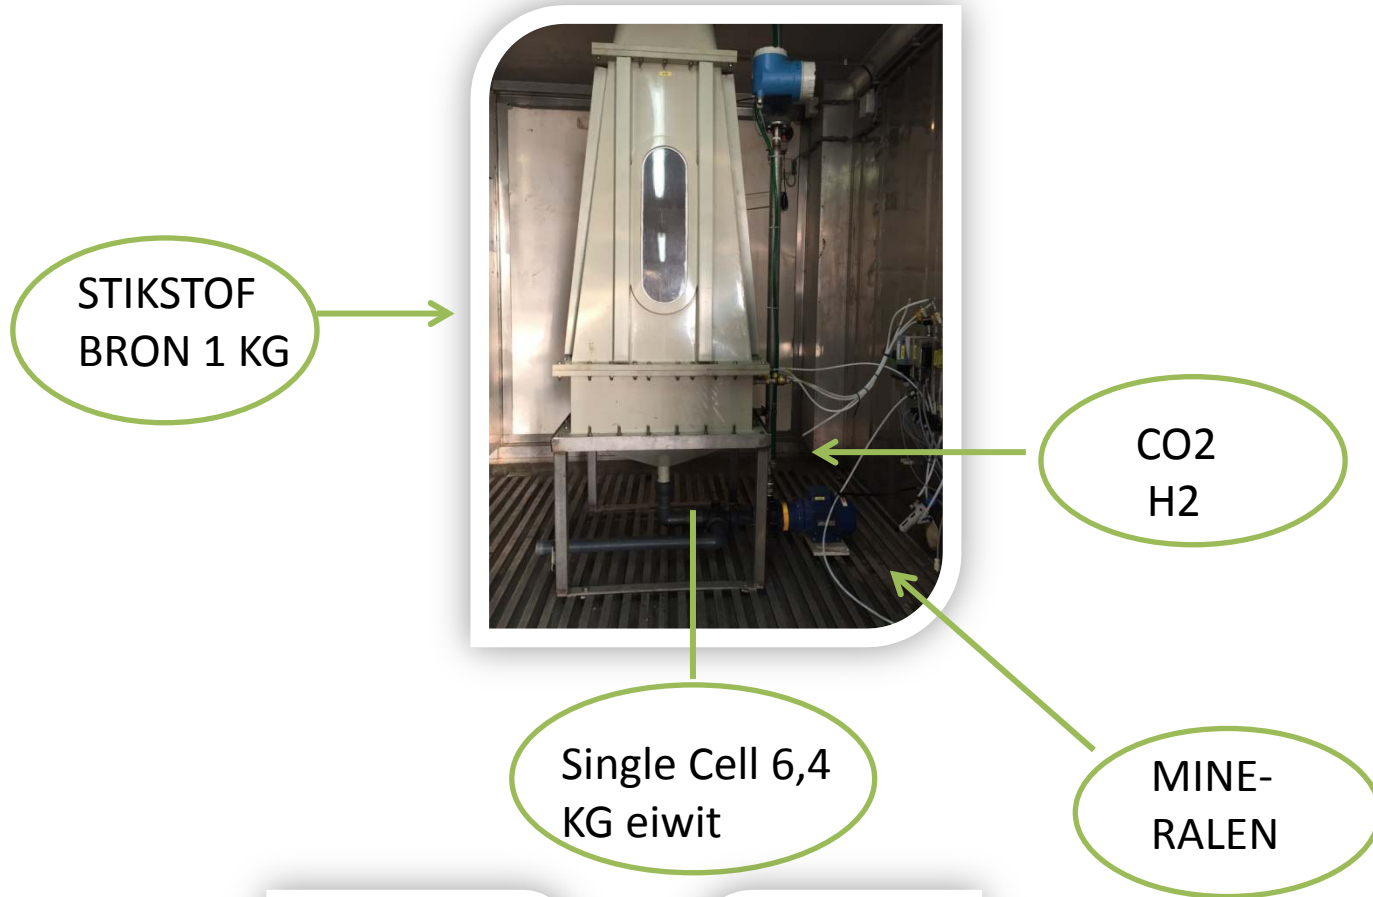 STIKSTOF
BRON 1 KG
CO2
H2
Single Cell 6,4
KG eiwit
MINE-
RALEN